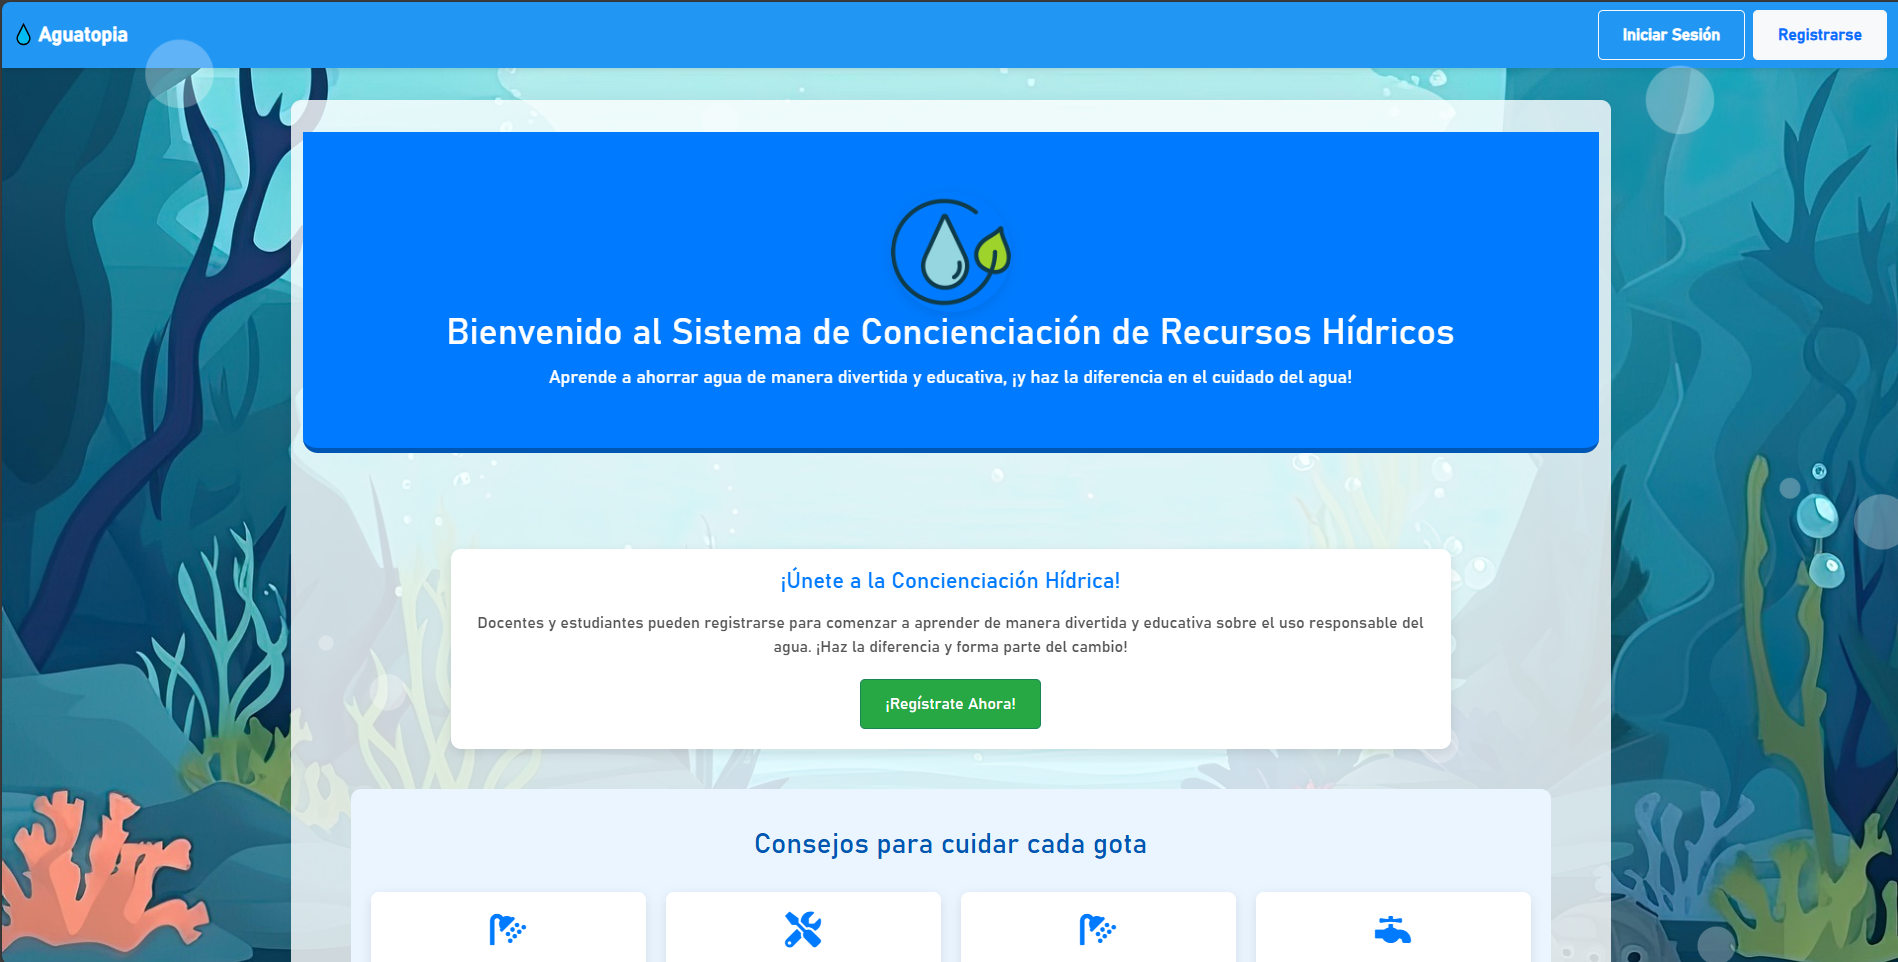 Aguatopia
Iniciar Sesión
Registrarse
Bienvenido al Sistema de Concienciación de Recursos Hídricos
Aprende a ahorrar agua de manera divertida y educativa, ¡y haz la diferencia en el cuidado del agua!
¡Únete a la Concienciación Hídrica!
Docentes y estudiantes pueden registrarse para comenzar a aprender de manera divertida y educativa sobre el uso responsable del
agua. ¡Haz la diferencia y forma parte del cambio!
¡Regístrate Ahora!
Consejos para cuidar cada gota